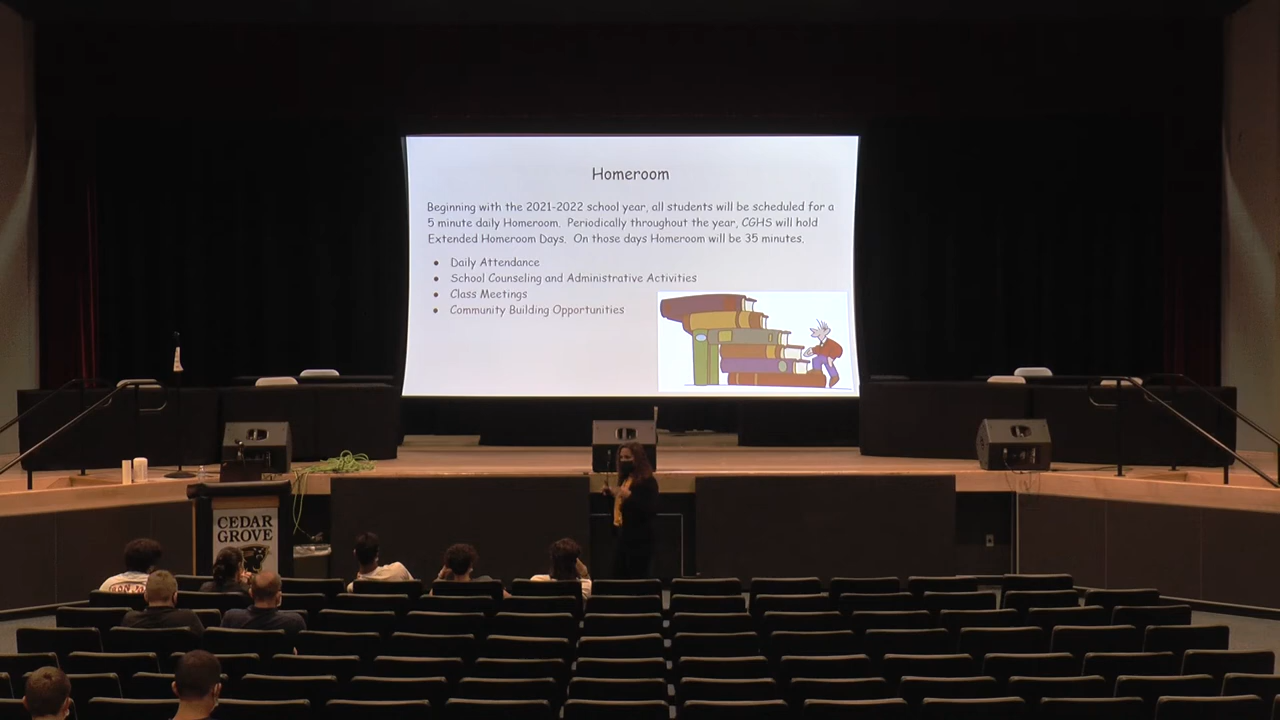 Homeroom
Beginning with the 2021-2022 school year, all students will be scheduled for a
5 minute daily Homeroom. Periodically throughout the year, CGHS will hold
Extended Homeroom Days. On those days Homeroom will be 35 minutes.
• Daily Attendance
• School Counseling and Administrative Activities
• Class Meetings
• Community Building Opportunities
CEDAR
GROVE